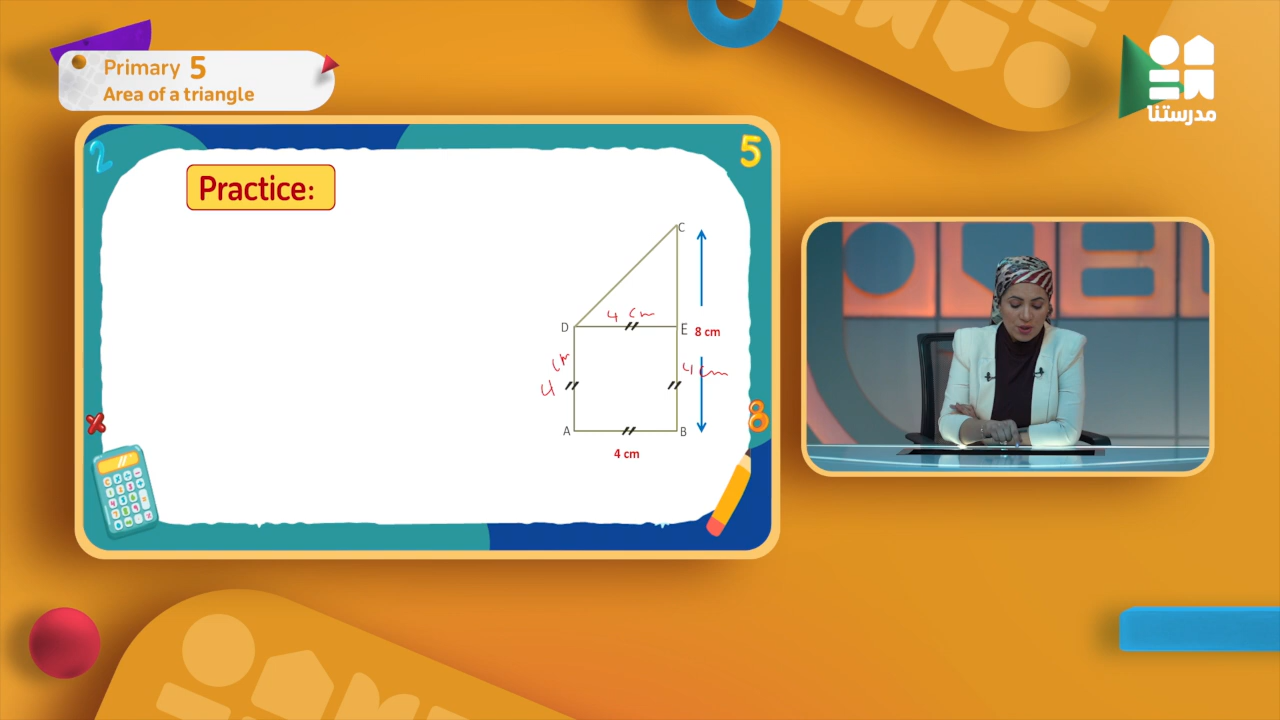 Primary 5
Area of a triangle
مدرستنا
2
5
Practice:
C
4 cm
D
E
8 cm
4 cm
4 cm
A
B
4 cm
8